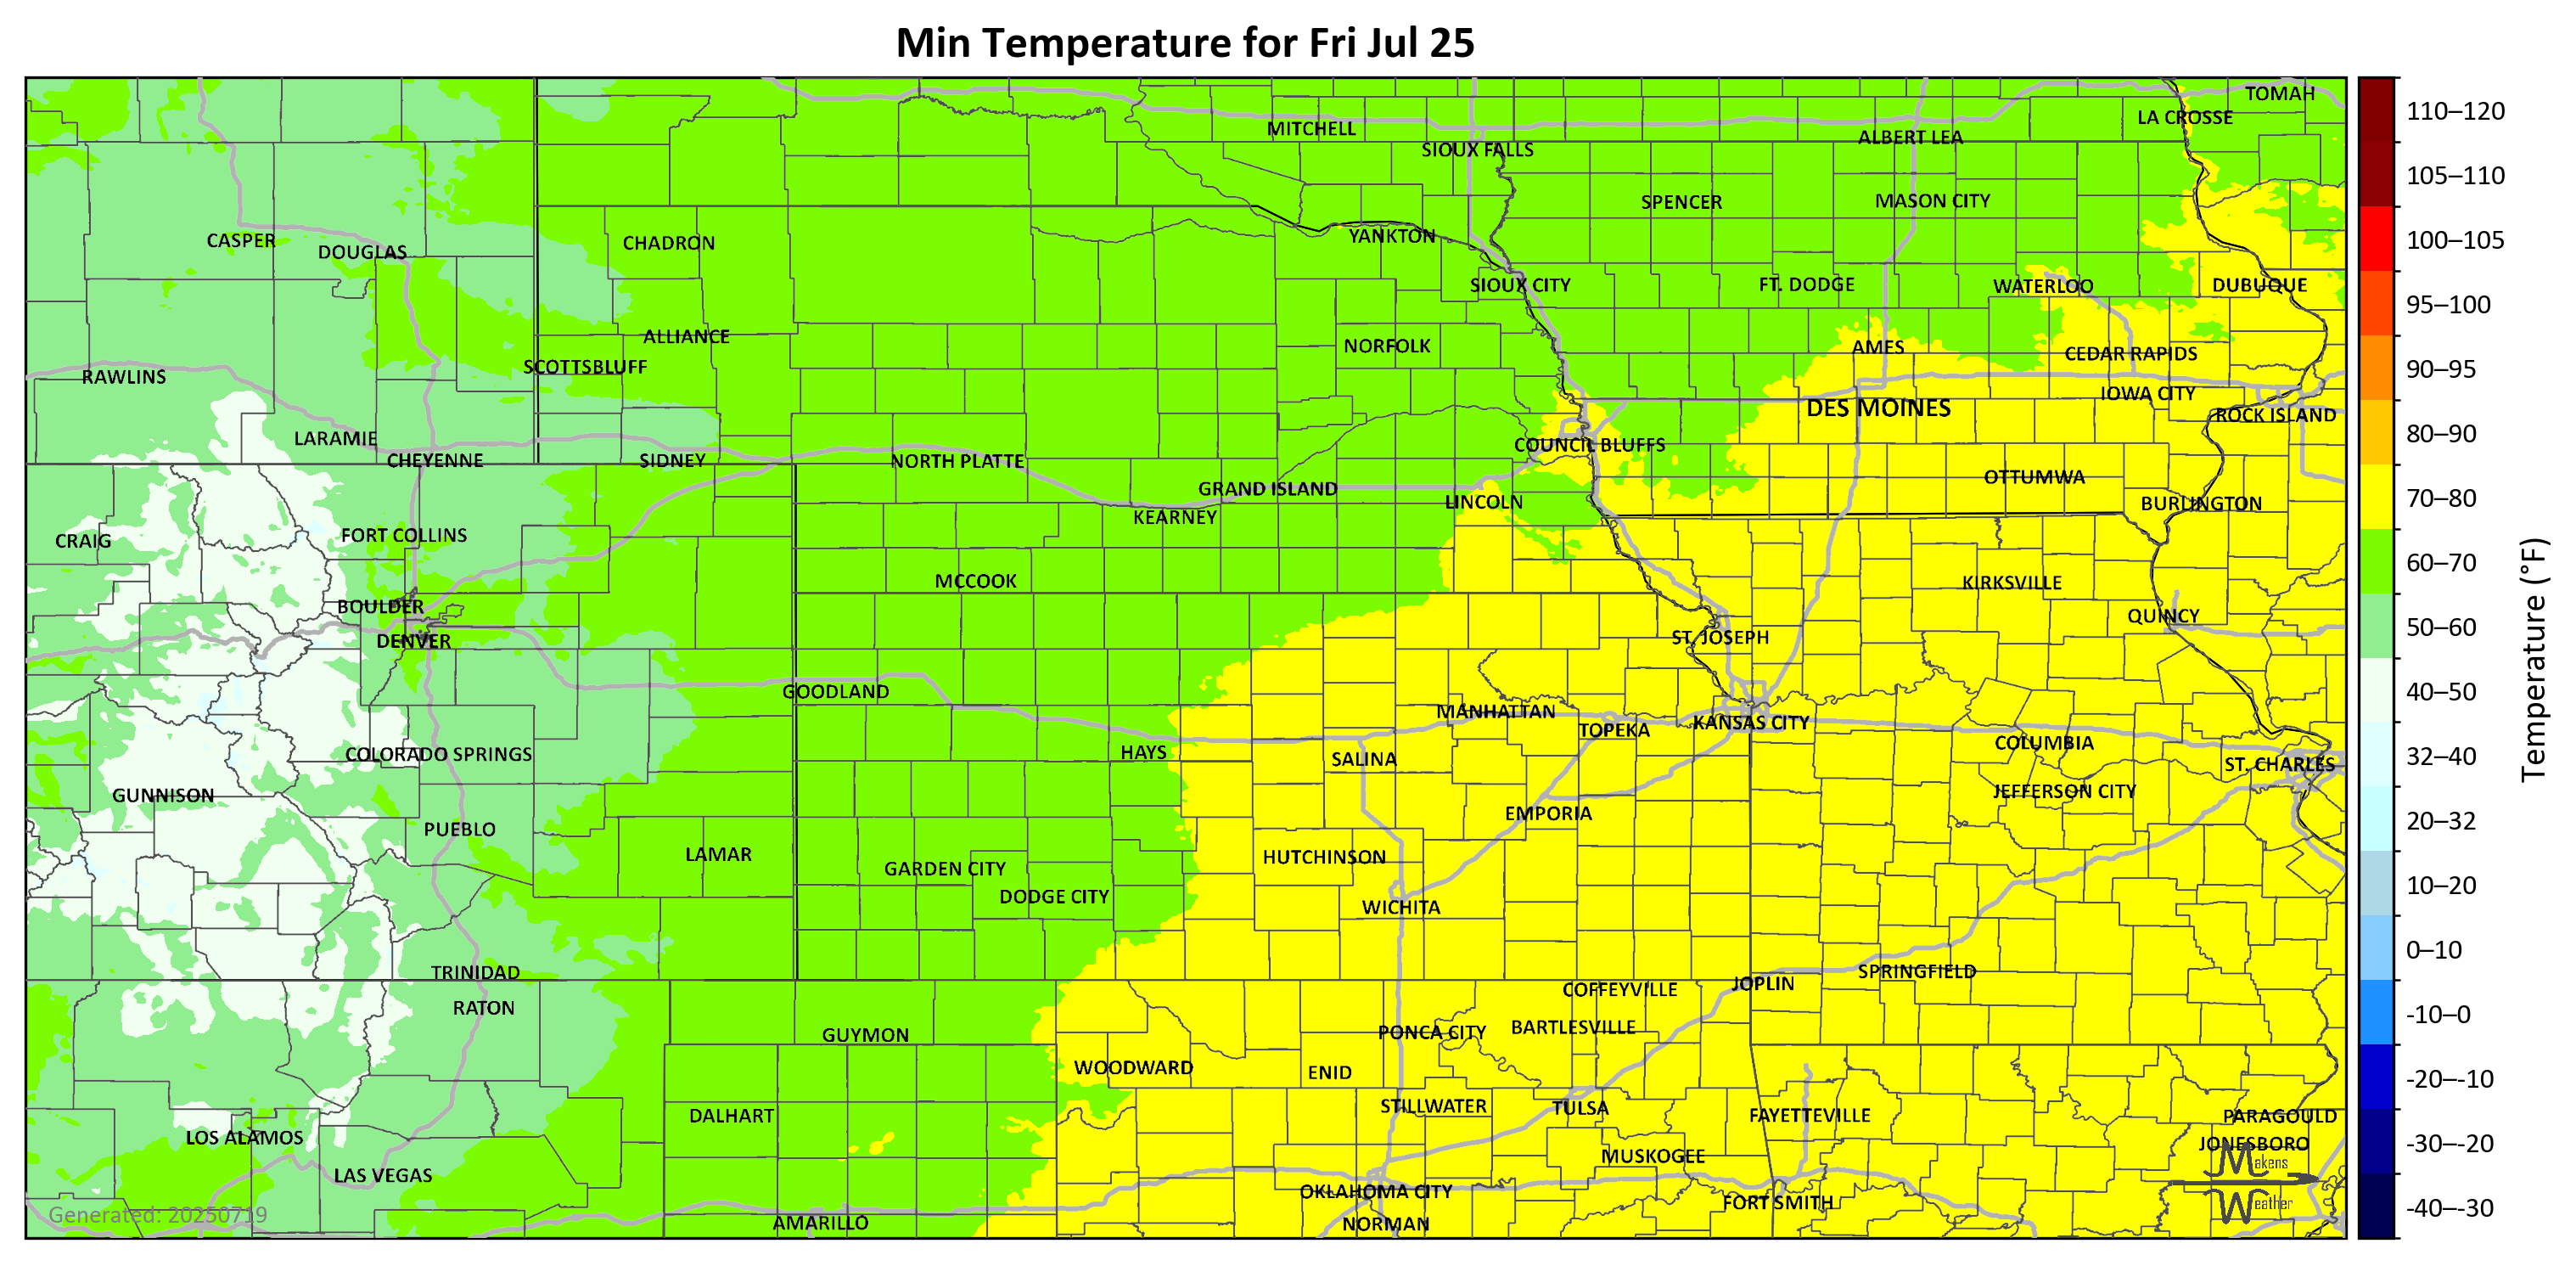 Min Temperature for Fri Jul 25
TOMAH
LA CROSSE
MITCHELL
ALBERT LEA
SIOUX FALLS
SPENCER
MASON CITY
CASPER
DOUGLAS
CHADRON
YANKTON
SIOUX CITY
FT. DODGE
WATERLOO
DUBUQUE
ALLIANCE
NORFOLK
AMES
CEDAR RAPIDS
SCOTTSBLUFF
RAWLINS
IOWA CITY
DES MOINES
ROCK ISLAND
LARAMIE
COUNCIL BLUFFS
CHEYENNE
SIDNEY
NORTH PLATTE
OTTUMWA
GRAND ISLAND
LINCOLN
BURLINGTON
KEARNEY
FORT COLLINS
CRAIG
MCCOOK
KIRKSVILLE
BOULDER
QUINCY
DENVER
ST. JOSEPH
GOODLAND
MANHATTAN
TOPEKA
KANSAS CITY
COLUMBIA
COLORADO SPRINGS
HAYS
SALINA
ST. CHARLES
GUNNISON
JEFFERSON CITY
EMPORIA
PUEBLO
LAMAR
HUTCHINSON
GARDEN CITY
DODGE CITY
WICHITA
TRINIDAD
SPRINGFIELD
JOPLIN
COFFEYVILLE
RATON
BARTLESVILLE
PONCA CITY
GUYMON
WOODWARD
ENID
STILLWATER
TULSA
DALHART
FAYETTEVILLE
PARAGOULD
LOS ALAMOS
JONESBORO
MUSKOGEE
LAS VEGAS
OKLAHOMA CITY
FORT SMITH
AMARILLO
NORMAN
Generated: 20250719
Makens
Weather
110–120
105–110
100–105
95–100
90–95
80–90
70–80
60–70
50–60
40–50
32–40
20–32
10–20
0–10
-10–0
-20–-10
-30–-20
-40–-30
Temperature (°F)